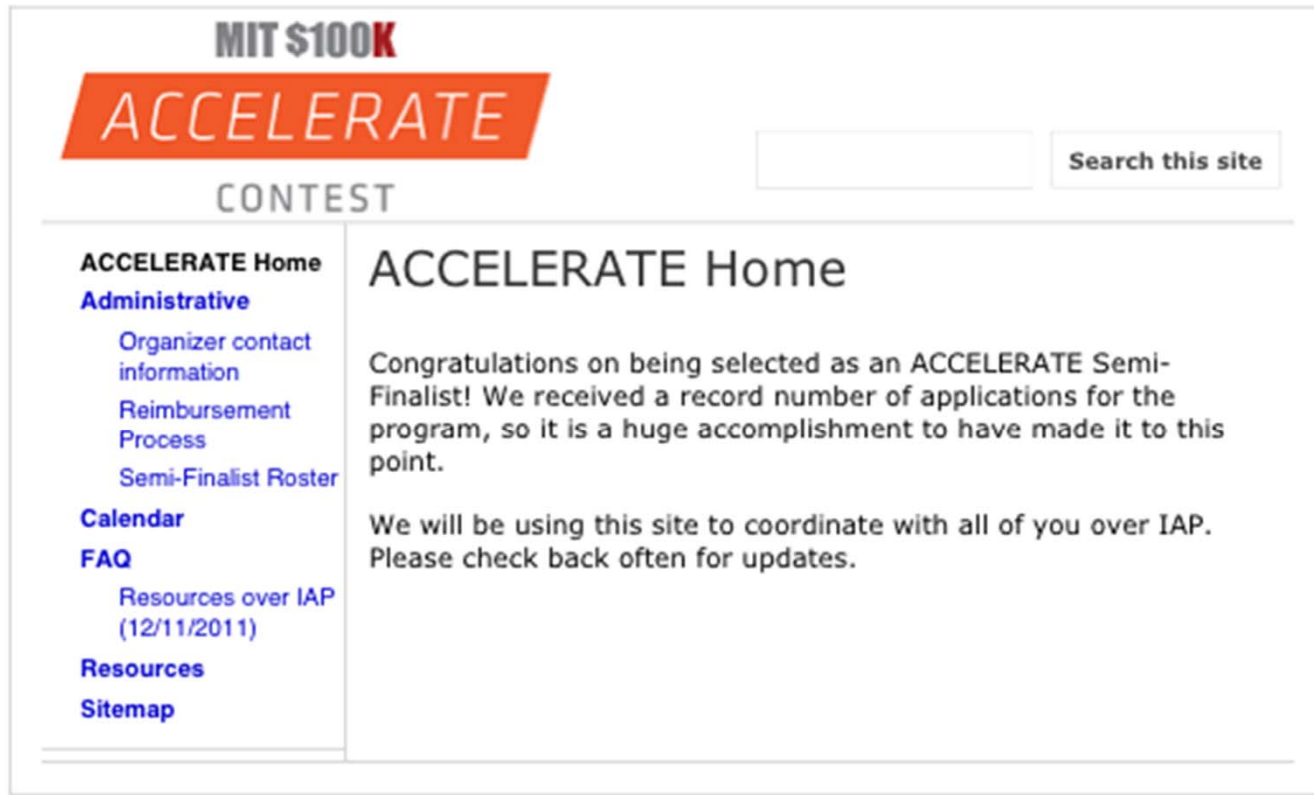 MIT $100K
ACCELERATE
CONTEST
Search this site
ACCELERATE Home
Administrative
Organizer contact
information
Reimbursement
Process
Semi-Finalist Roster
Calendar
FAQ
Resources over IAP
(12/11/2011)
Resources
Sitemap
ACCELERATE Home
Congratulations on being selected as an ACCELERATE Semi-
Finalist! We received a record number of applications for the
program, so it is a huge accomplishment to have made it to this
point.
We will be using this site to coordinate with all of you over IAP.
Please check back often for updates.